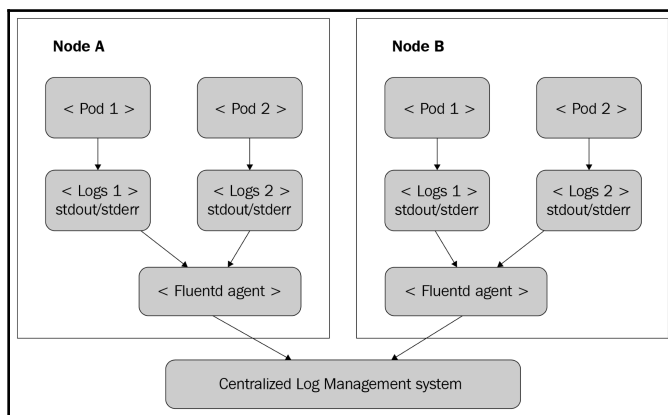 Node A
< Pod 1 >
< Pod 2 >
< Logs 1 >
stdout/stderr
< Logs 2 >
stdout/stderr
< Fluentd agent >
Node B
< Pod 1 >
< Pod 2 >
< Logs 1 >
stdout/stderr
< Logs 2 >
stdout/stderr
< Fluentd agent >
Centralized Log Management system